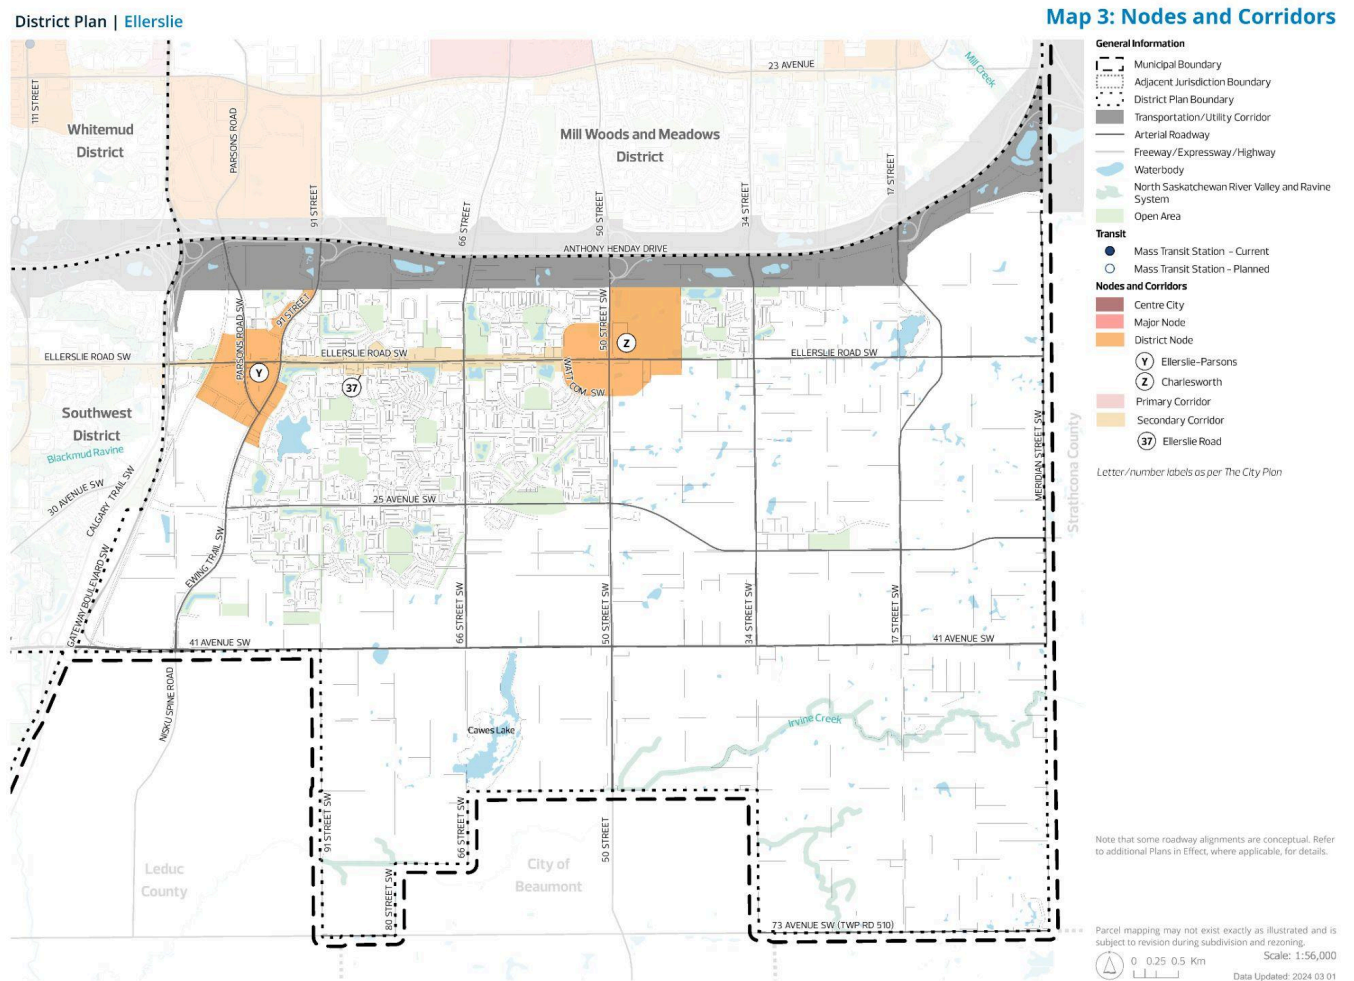 District Plan | Ellerslie
Map 3: Nodes and Corridors
General Information
Municipal Boundary
Adjacent Jurisdiction Boundary
District Plan Boundary
Transportation/Utility Corridor
Arterial Roadway
Freeway/Expressway/Highway
Waterbody
North Saskatchewan River Valley and Ravine
System
Open Area
Transit
Mass Transit Station - Current
Mass Transit Station - Planned
Nodes and Corridors
Centre City
Major Node
District Node
Y Ellerslie-Parsons
Z Charlesworth
Primary Corridor
Secondary Corridor
37 Ellerslie Road
Letter/number labels as per The City Plan
Note that some roadway alignments are conceptual. Refer
to additional Plans in Effect, where applicable, for details.
Parcel mapping may not exist exactly as illustrated and is
subject to revision during subdivision and rezoning.
Scale: 1:56,000
0 0.25 0.5 Km
Data Updated: 2024 03 01
111 STREET
Whitemud
District
PARSONS ROAD
91 STREET
Mill Woods and Meadows
District
23 AVENUE
Mill Creek
66 STREET
50 STREET
34 STREET
17 STREET
ANTHONY HENDAY DRIVE
ELLERSLIE ROAD SW
PARSONS ROAD SW
91 STREET
Y
ELLERSLIE ROAD SW
37
WATT COM. SW
50 STREET SW
Z
ELLERSLIE ROAD SW
Southwest
District
Blackmud Ravine
30 AVENUE SW
CALGARY TRAIL SW
GATEWAY BOULEVARD SW
EWING TRAIL SW
25 AVENUE SW
MERIDIAN STREET SW
Strathcona County
66 STREET SW
50 STREET SW
34 STREET SW
17 STREET SW
41 AVENUE SW
41 AVENUE SW
NISKU SPINE ROAD
Cawes Lake
Irvine Creek
91 STREET SW
66 STREET SW
50 STREET
80 STREET SW
Leduc
County
City of
Beaumont
73 AVENUE SW (TWP RD 510)